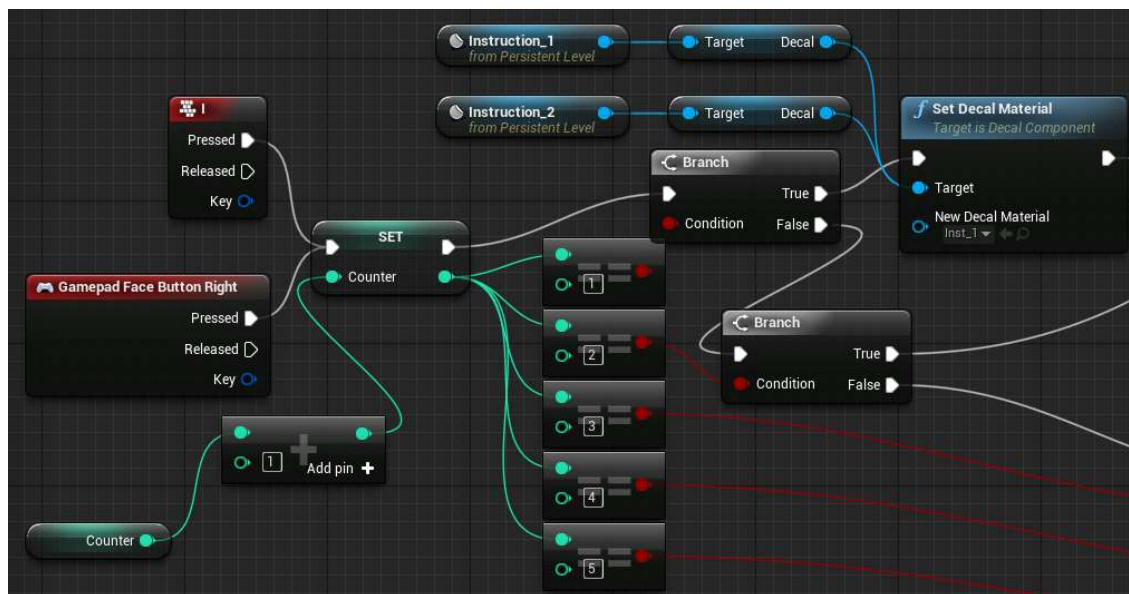 Instruction_1
from Persistent Level
Target Decal
Instruction_2
from Persistent Level
Target Decal
Set Decal Material
Target is Decal Component
Target
New Decal Material
Inst_1
I
Pressed
Released
Key
Branch
True
Condition False
SET
Counter
Gamepad Face Button Right
Pressed
Released
Key
1
2
3
4
5
Branch
True
Condition False
1
Add pin
Counter